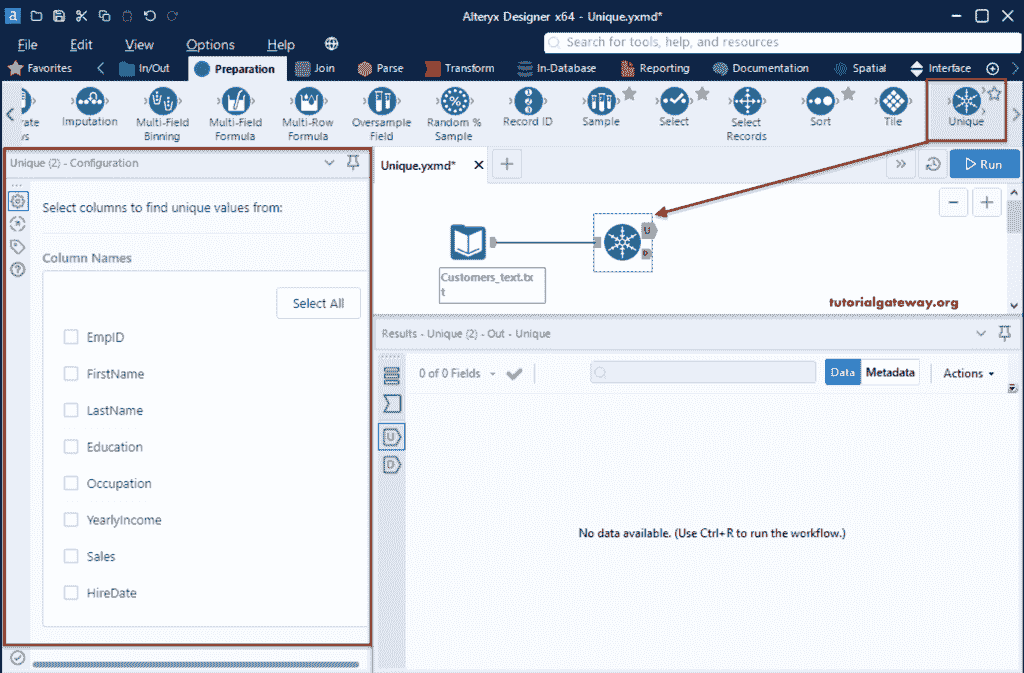 Alteryx Designer x64 - Unique.yxmd*
File Edit View Options Help
Search for tools, help, and resources
Favorites In/Out Preparation Join Parse Transform In-Database Reporting Documentation Spatial Interface
Imputation Multi-Field Binning Multi-Field Formula Multi-Row Formula Oversample Field Random % Sample Record ID Sample Select Select Records Sort Tile Unique
Unique (2) - Configuration
Unique.yxmd*
Run
Select columns to find unique values from:
Column Names
Select All
EmpID
FirstName
LastName
Education
Occupation
YearlyIncome
Sales
HireDate
U
D
Customers_text.tx
t
tutorialgateway.org
Results - Unique (2) - Out - Unique
0 of 0 Fields
Data Metadata Actions
U
D
No data available. (Use Ctrl+R to run the workflow.)